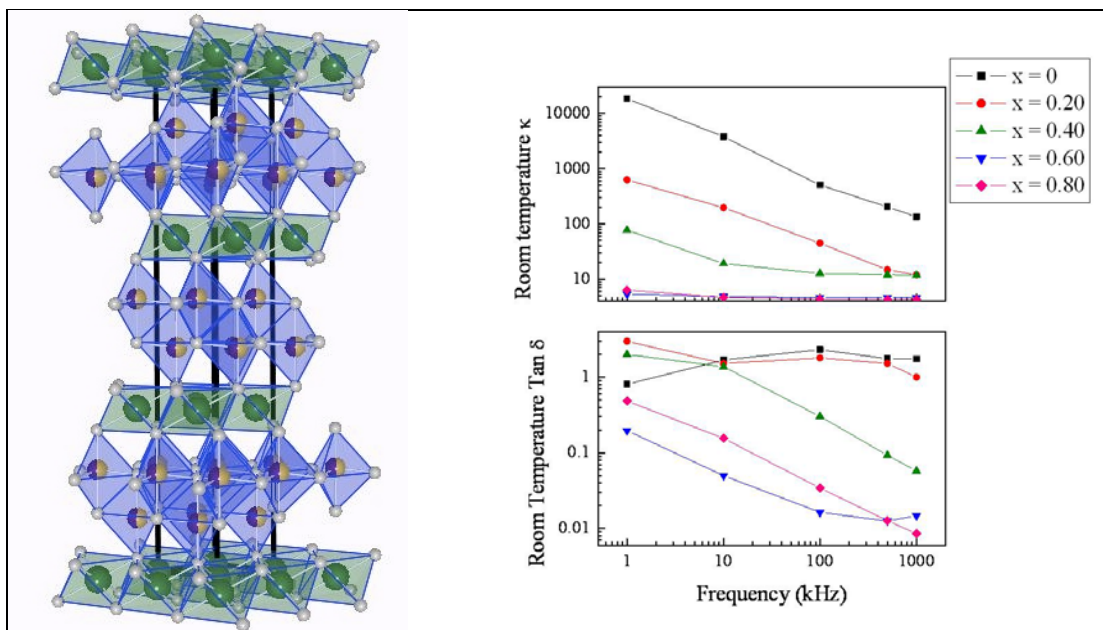 x = 0
x = 0.20
x = 0.40
x = 0.60
x = 0.80
Room temperature κ
10000
1000
100
10
Room Temperature Tan δ
1
0.1
0.01
1 10 100 1000
Frequency (kHz)